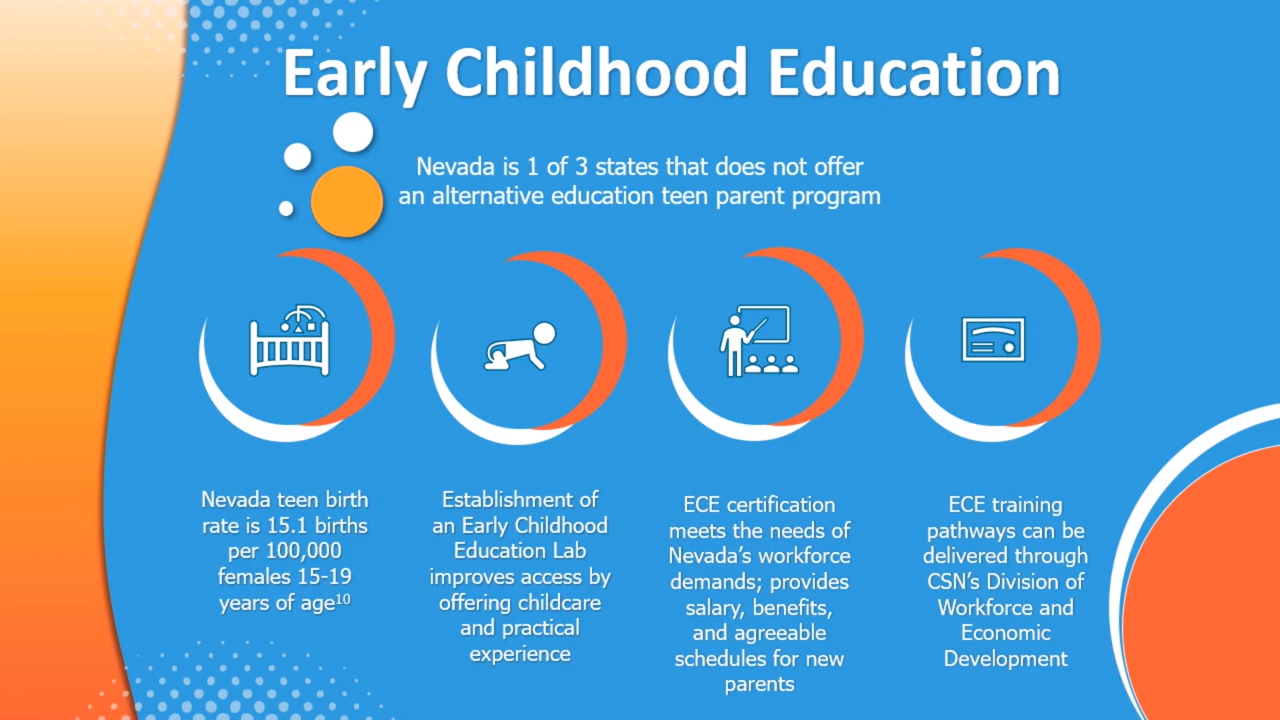 Early Childhood Education
Nevada is 1 of 3 states that does not offer
an alternative education teen parent program
Nevada teen birth
rate is 15.1 births
per 100,000
females 15-19
years of age¹⁰
Establishment of
an Early Childhood
Education Lab
improves access by
offering childcare
and practical
experience
ECE certification
meets the needs of
Nevada’s workforce
demands; provides
salary, benefits,
and agreeable
schedules for new
parents
ECE training
pathways can be
delivered through
CSN’s Division of
Workforce and
Economic
Development